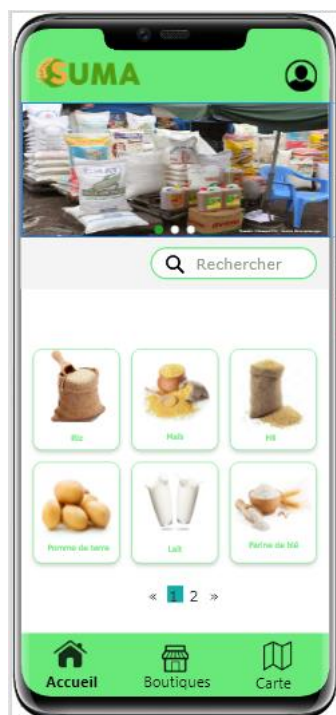 SUMA
Rechercher
Riz
Maïs
Mil
Pomme de terre
Lait
Farine de blé
« 1 2 »
Accueil
Boutiques
Carte